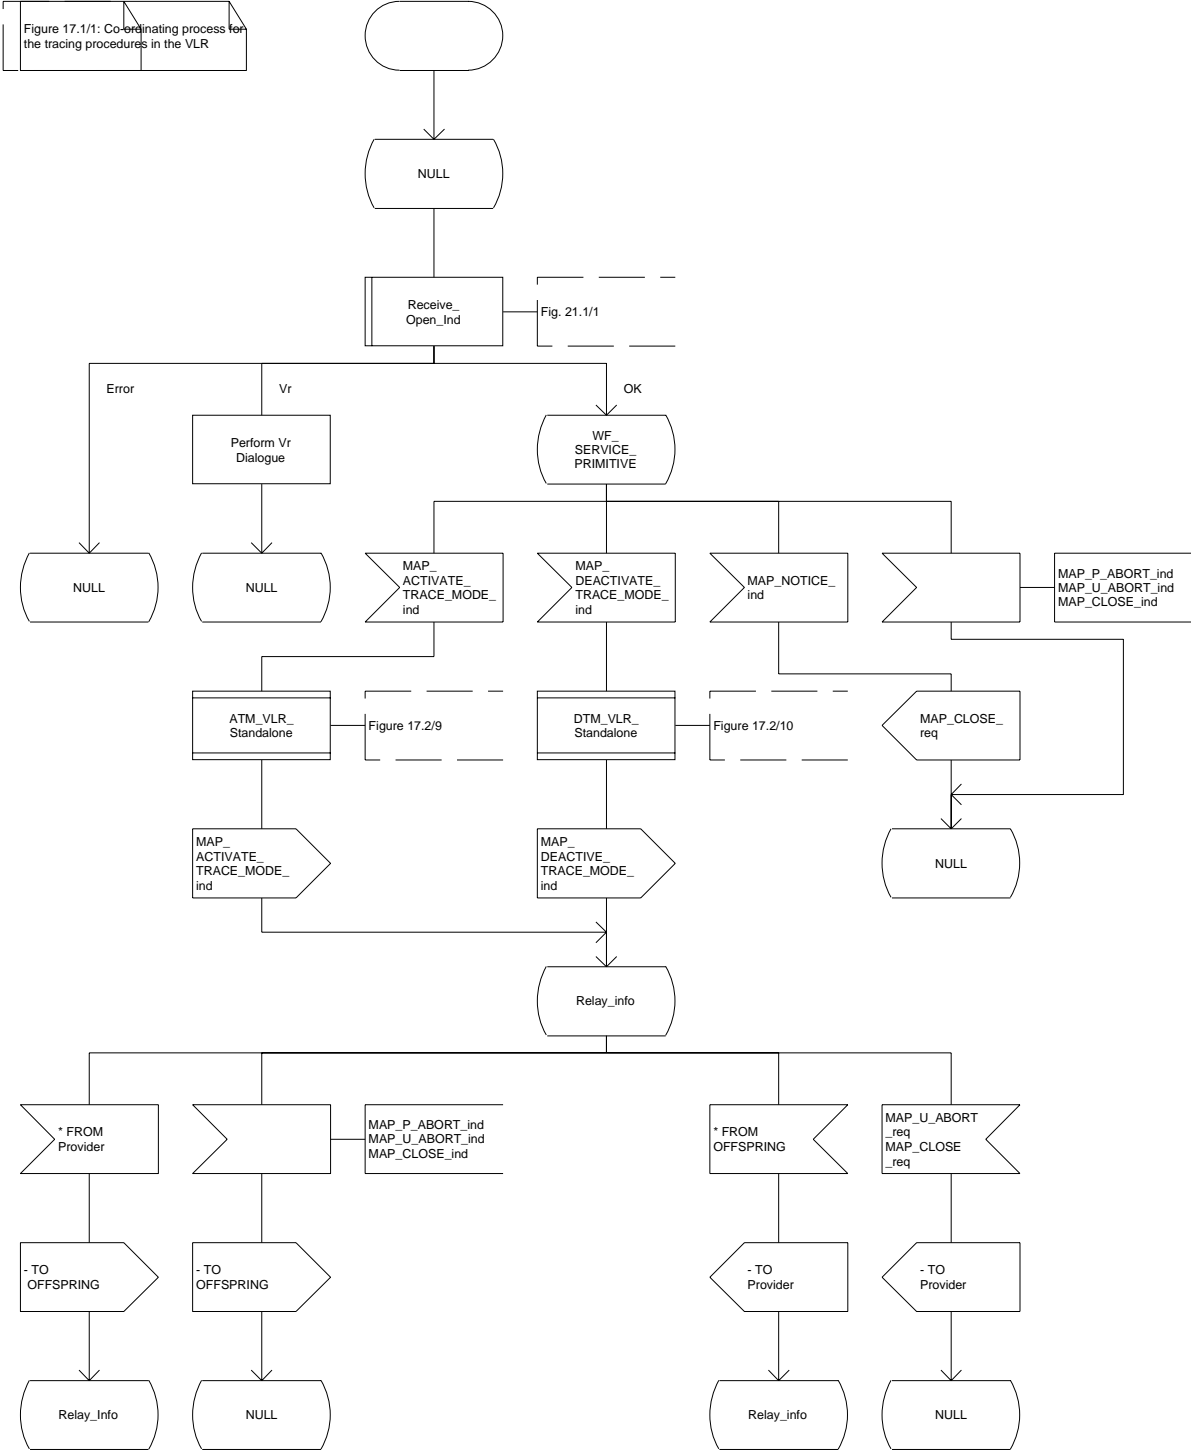 Figure 17.1/1: Co-ordinating process for
the tracing procedures in the VLR
NULL
Receive_
Open_Ind
Fig. 21.1/1
Error
Vr
OK
Perform Vr
Dialogue
WF_
SERVICE_
PRIMITIVE
NULL
NULL
MAP_
ACTIVATE_
TRACE_MODE_
ind
MAP_
DEACTIVATE_
TRACE_MODE_
ind
MAP_NOTICE_
ind
MAP_P_ABORT_ind
MAP_U_ABORT_ind
MAP_CLOSE_ind
ATM_VLR_
Standalone
Figure 17.2/9
DTM_VLR_
Standalone
Figure 17.2/10
MAP_CLOSE_
req
MAP_
ACTIVATE_
TRACE_MODE_
ind
MAP_
DEACTIVE_
TRACE_MODE_
ind
NULL
Relay_info
* FROM
Provider
MAP_P_ABORT_ind
MAP_U_ABORT_ind
MAP_CLOSE_ind
* FROM
OFFSPRING
MAP_U_ABORT
_req
MAP_CLOSE
_req
- TO
OFFSPRING
- TO
OFFSPRING
- TO
Provider
- TO
Provider
Relay_Info
NULL
Relay_info
NULL